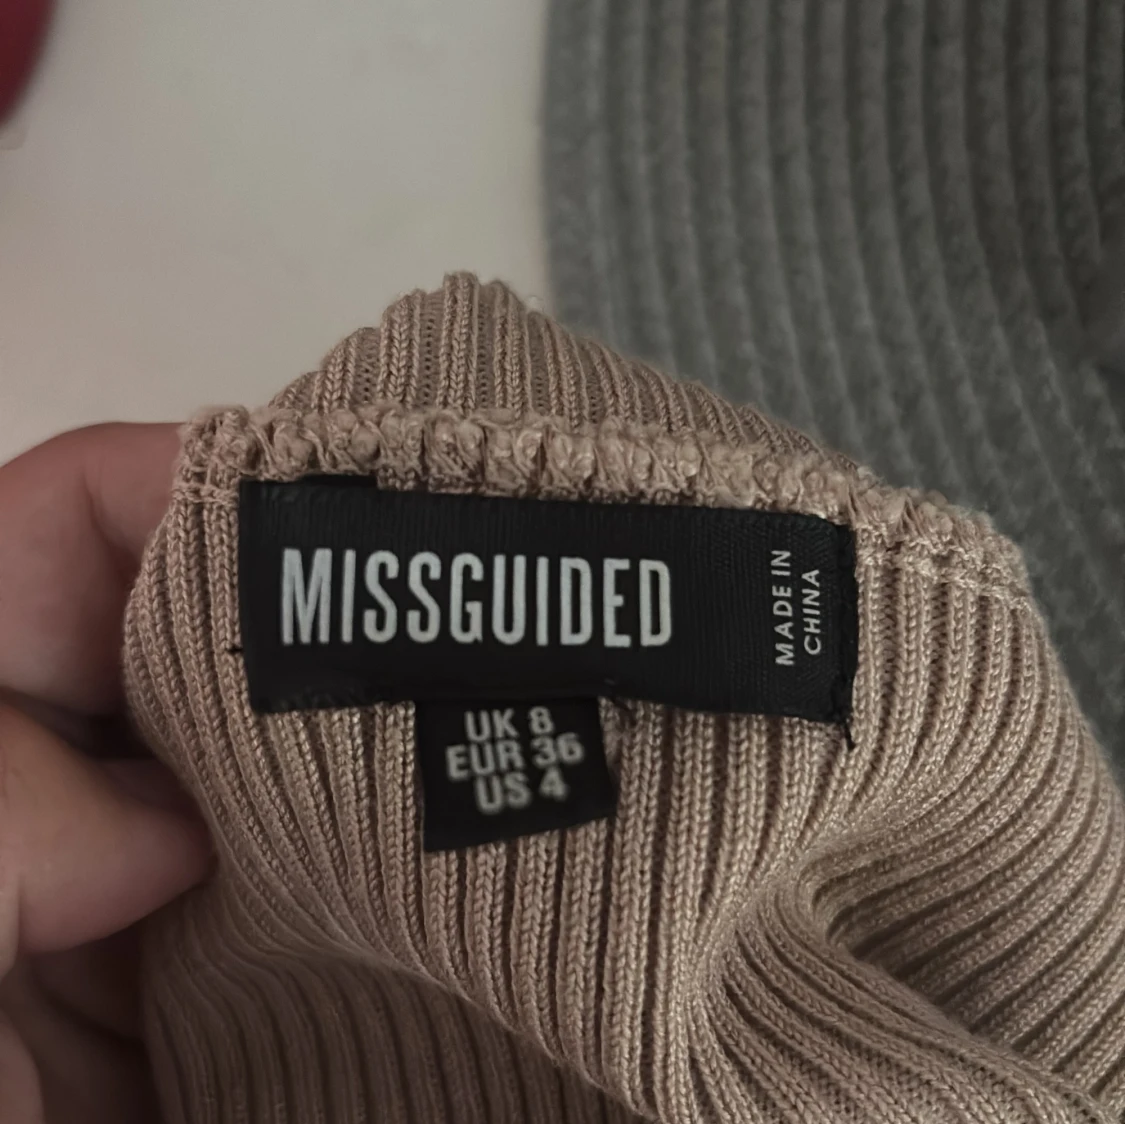 MISSGUIDED
MADE IN
CHINA
UK 8
EUR 36
US 4